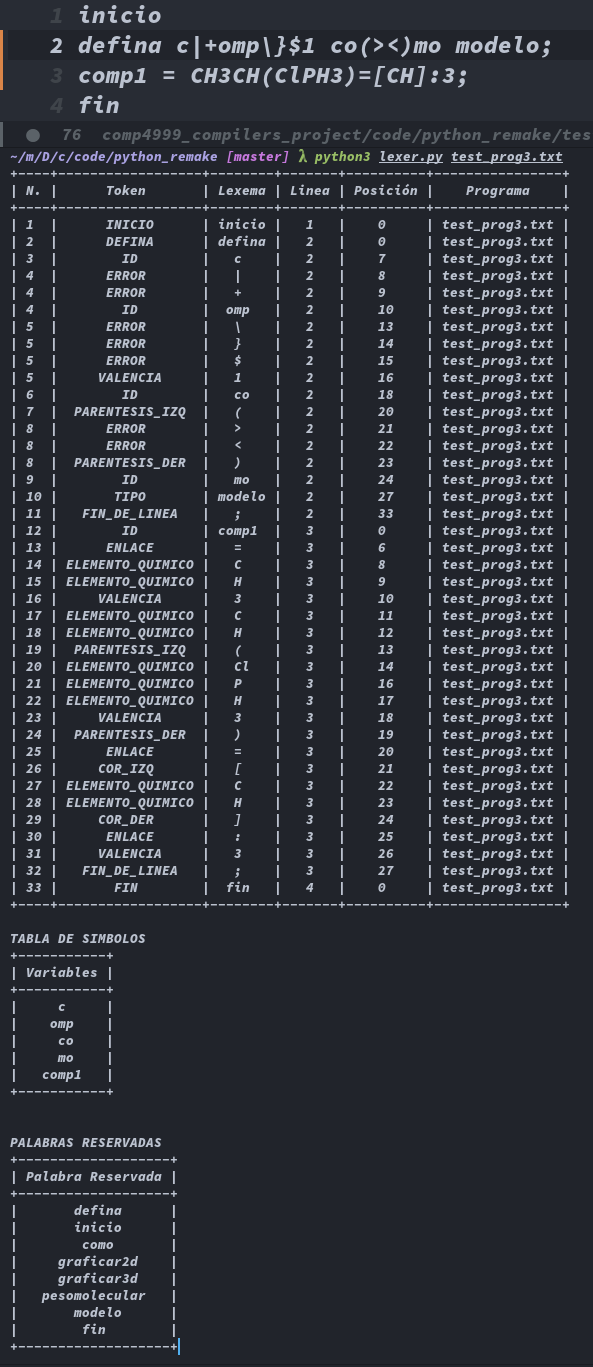 1 inicio
2 defina c|+omp\}$1 co(><)mo modelo;
3 comp1 = CH3CH(ClPH3)=[CH]:3;
4 fin
76 comp4999_compilers_project/code/python_remake/tes
~/m/D/c/code/python_remake [master] λ python3 lexer.py test_prog3.txt
+----+------------------+--------+-------+----------+----------------+
| N. |      Token       | Lexema | Linea | Posición |    Programa    |
+----+------------------+--------+-------+----------+----------------+
| 1  |      INICIO      | inicio |   1   |    0     | test_prog3.txt |
| 2  |      DEFINA      | defina |   2   |    0     | test_prog3.txt |
| 3  |        ID        |   c    |   2   |    7     | test_prog3.txt |
| 4  |      ERROR       |   |    |   2   |    8     | test_prog3.txt |
| 4  |      ERROR       |   +    |   2   |    9     | test_prog3.txt |
| 4  |        ID        |  omp   |   2   |    10    | test_prog3.txt |
| 5  |      ERROR       |   \    |   2   |    13    | test_prog3.txt |
| 5  |      ERROR       |   }    |   2   |    14    | test_prog3.txt |
| 5  |      ERROR       |   $    |   2   |    15    | test_prog3.txt |
| 5  |     VALENCIA     |   1    |   2   |    16    | test_prog3.txt |
| 6  |        ID        |   co   |   2   |    18    | test_prog3.txt |
| 7  |  PARENTESIS_IZQ  |   (    |   2   |    20    | test_prog3.txt |
| 8  |      ERROR       |   >    |   2   |    21    | test_prog3.txt |
| 8  |      ERROR       |   <    |   2   |    22    | test_prog3.txt |
| 8  |  PARENTESIS_DER  |   )    |   2   |    23    | test_prog3.txt |
| 9  |        ID        |   mo   |   2   |    24    | test_prog3.txt |
| 10 |       TIPO       | modelo |   2   |    27    | test_prog3.txt |
| 11 |   FIN_DE_LINEA   |   ;    |   2   |    33    | test_prog3.txt |
| 12 |        ID        | comp1  |   3   |    0     | test_prog3.txt |
| 13 |      ENLACE      |   =    |   3   |    6     | test_prog3.txt |
| 14 | ELEMENTO_QUIMICO |   C    |   3   |    8     | test_prog3.txt |
| 15 | ELEMENTO_QUIMICO |   H    |   3   |    9     | test_prog3.txt |
| 16 |     VALENCIA     |   3    |   3   |    10    | test_prog3.txt |
| 17 | ELEMENTO_QUIMICO |   C    |   3   |    11    | test_prog3.txt |
| 18 | ELEMENTO_QUIMICO |   H    |   3   |    12    | test_prog3.txt |
| 19 |  PARENTESIS_IZQ  |   (    |   3   |    13    | test_prog3.txt |
| 20 | ELEMENTO_QUIMICO |   Cl   |   3   |    14    | test_prog3.txt |
| 21 | ELEMENTO_QUIMICO |   P    |   3   |    16    | test_prog3.txt |
| 22 | ELEMENTO_QUIMICO |   H    |   3   |    17    | test_prog3.txt |
| 23 |     VALENCIA     |   3    |   3   |    18    | test_prog3.txt |
| 24 |  PARENTESIS_DER  |   )    |   3   |    19    | test_prog3.txt |
| 25 |      ENLACE      |   =    |   3   |    20    | test_prog3.txt |
| 26 |     COR_IZQ      |   [    |   3   |    21    | test_prog3.txt |
| 27 | ELEMENTO_QUIMICO |   C    |   3   |    22    | test_prog3.txt |
| 28 | ELEMENTO_QUIMICO |   H    |   3   |    23    | test_prog3.txt |
| 29 |     COR_DER      |   ]    |   3   |    24    | test_prog3.txt |
| 30 |      ENLACE      |   :    |   3   |    25    | test_prog3.txt |
| 31 |     VALENCIA     |   3    |   3   |    26    | test_prog3.txt |
| 32 |   FIN_DE_LINEA   |   ;    |   3   |    27    | test_prog3.txt |
| 33 |       FIN        |  fin   |   4   |    0     | test_prog3.txt |
+----+------------------+--------+-------+----------+----------------+
TABLA DE SIMBOLOS
+-----------+
| Variables |
+-----------+
|     c     |
|    omp    |
|     co    |
|     mo    |
|   comp1   |
+-----------+
PALABRAS RESERVADAS
+-------------------+
| Palabra Reservada |
+-------------------+
|       defina      |
|       inicio      |
|        como       |
|     graficar2d    |
|     graficar3d    |
|   pesomolecular   |
|       modelo      |
|        fin        |
+-------------------+